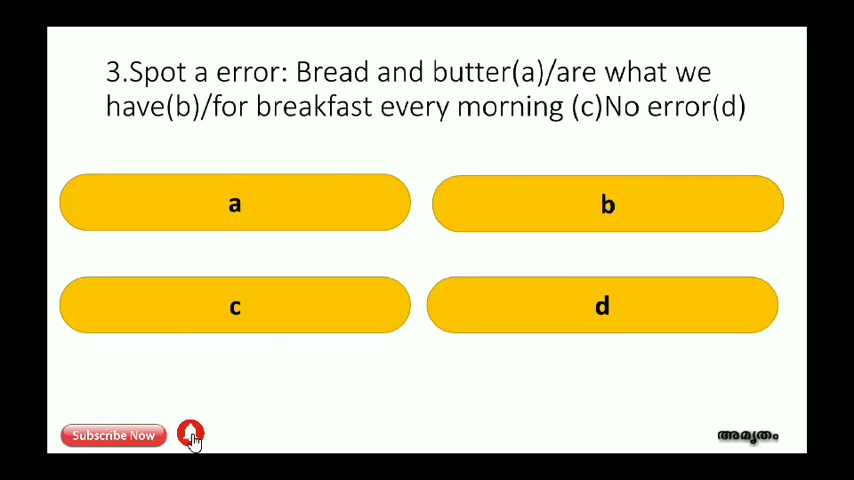 3.Spot a error: Bread and butter(a)/are what we
have(b)/for breakfast every morning (c)No error(d)
a
b
c
d
Subscribe Now
അമൃതം